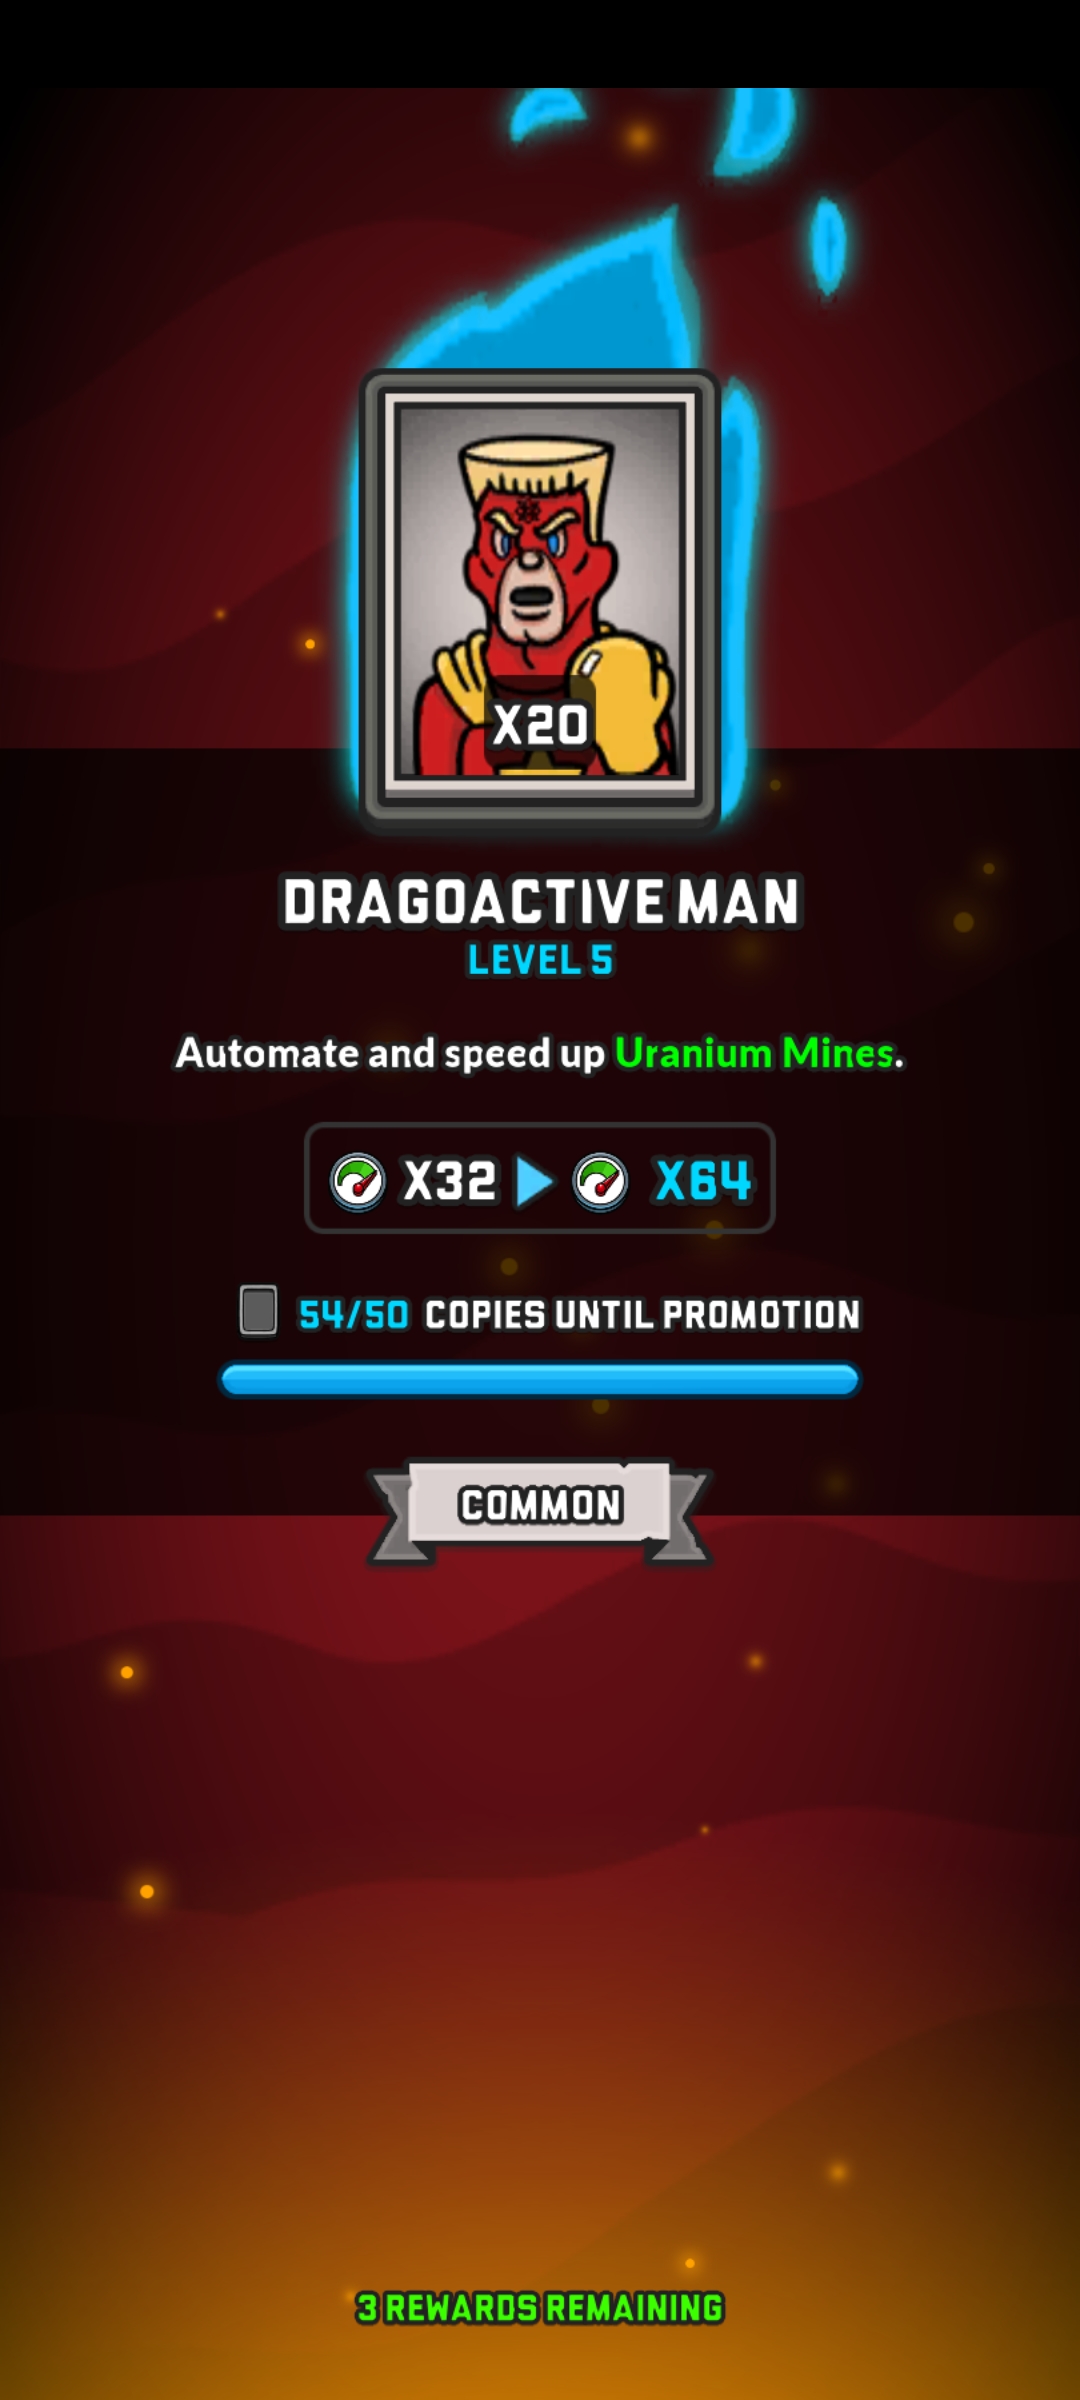 X20
DRAGOACTIVE MAN
LEVEL 5
Automate and speed up Uranium Mines.
X32 X64
54/50 COPIES UNTIL PROMOTION
COMMON
3 REWARDS REMAINING